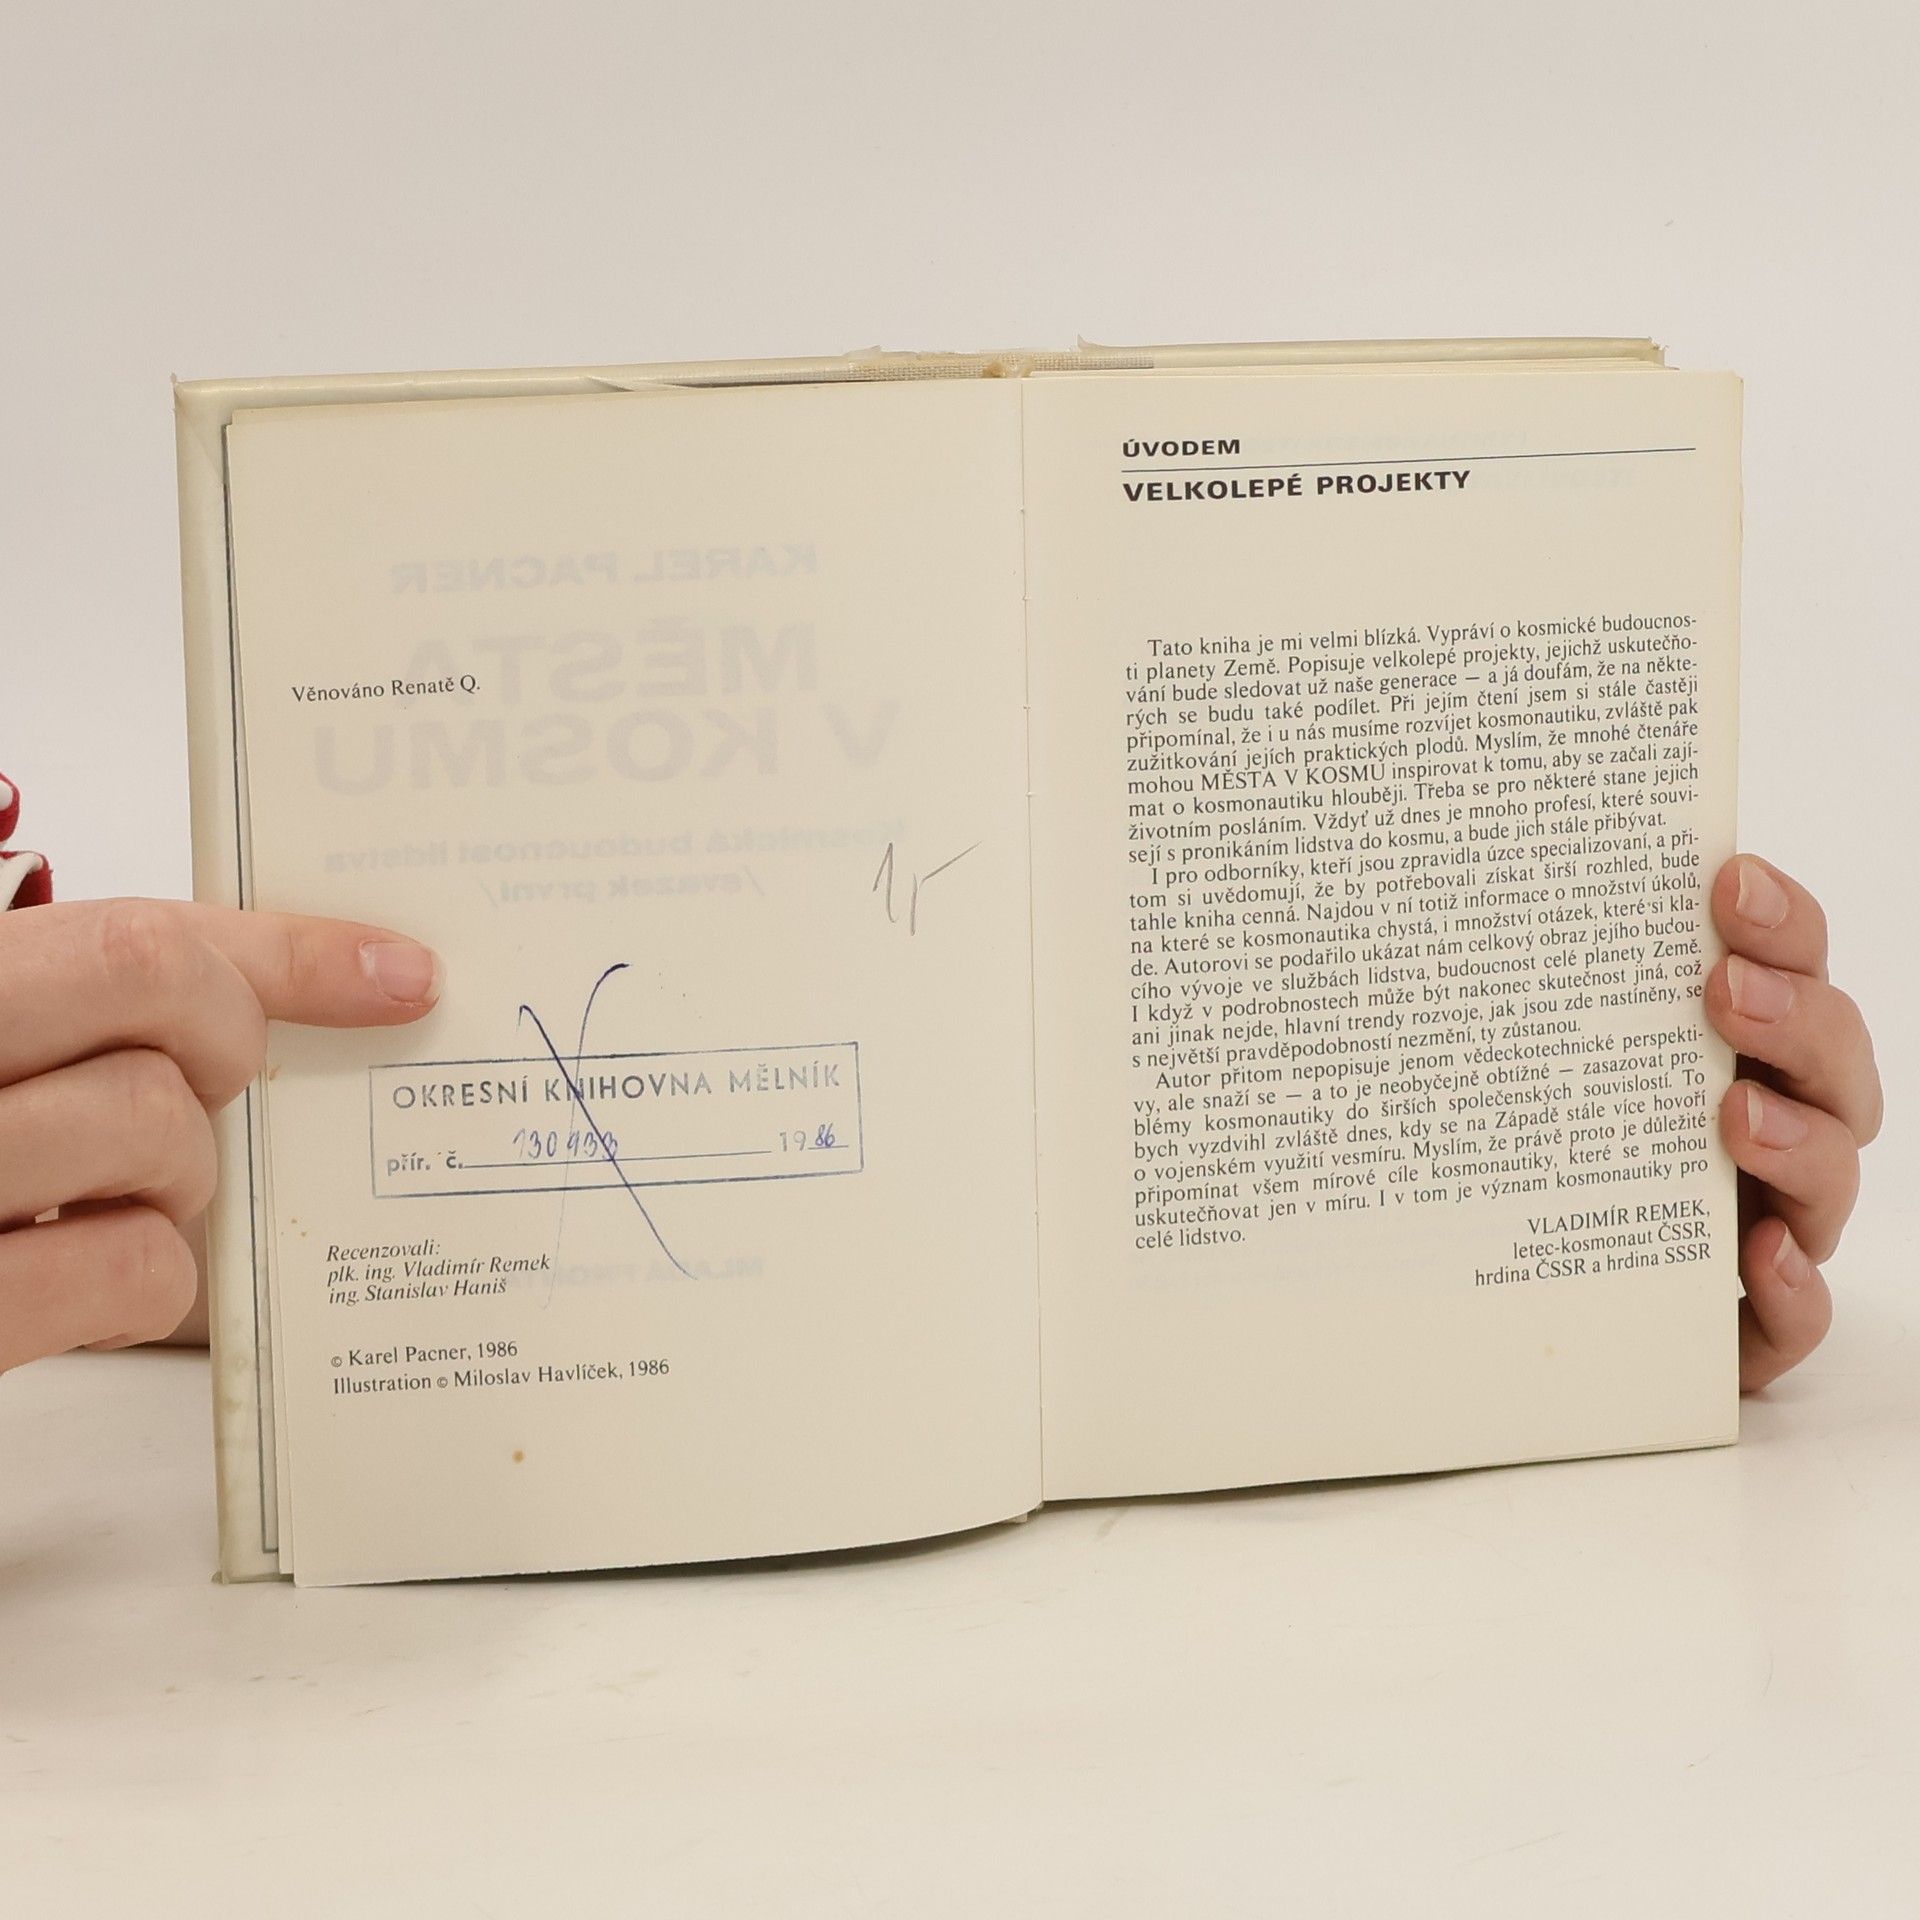 Věnováno Renatě Q.
KAREL PACNER
MĚSTA
V KOSMU
Kosmická budoucnost lidstva
/svazek první/
OKRESNÍ KNIHOVNA MĚLNÍK
přír. č. 130933 1986
Recenzovali:
plk. ing. Vladimír Remek
ing. Stanislav Haniš
© Karel Pacner, 1986
Illustration © Miloslav Havlíček, 1986
ÚVODEM
VELKOLEPÉ PROJEKTY
Tato kniha je mi velmi blízká. Vypráví o kosmické budoucnos-
ti planety Země. Popisuje velkolepé projekty, jejichž uskutečňo-
vání bude sledovat už naše generace — a já doufám, že na někte-
rých se budu také podílet. Při jejím čtení jsem si stále častěji
připomínal, že i u nás musíme rozvíjet kosmonautiku, zvláště pak
zužitkování jejích praktických plodů. Myslím, že mnohé čtenáře
mohou MĚSTA V KOSMU inspirovat k tomu, aby se začali zají-
mat o kosmonautiku hlouběji. Třeba se pro některé stane jejich
životním posláním. Vždyť už dnes je mnoho profesí, které souvi-
sejí s pronikáním lidstva do kosmu, a bude jich stále přibývat.
I pro odborníky, kteří jsou zpravidla úzce specializovaní, a při-
tom si uvědomují, že by potřebovali získat širší rozhled, bude
tahle kniha cenná. Najdou v ní totiž informace o množství úkolů,
na které se kosmonautika chystá, i množství otázek, které si kla-
de. Autorovi se podařilo ukázat nám celkový obraz jejího budou-
cího vývoje ve službách lidstva, budoucnost celé planety Země.
I když v podrobnostech může být nakonec skutečnost jiná, což
ani jinak nejde, hlavní trendy rozvoje, jak jsou zde nastíněny, se
s největší pravděpodobností nezmění, ty zůstanou.
Autor přitom nepopisuje jenom vědeckotechnické perspekti-
vy, ale snaží se — a to je neobyčejně obtížné — zasazovat pro-
blémy kosmonautiky do širších společenských souvislostí. To
bych vyzdvihl zvláště dnes, kdy se na Západě stále více hovoří
o vojenském využití vesmíru. Myslím, že právě proto je důležité
připomínat všem mírové cíle kosmonautiky, které se mohou
uskutečňovat jen v míru. I v tom je význam kosmonautiky pro
celé lidstvo.
VLADIMÍR REMEK,
letec-kosmonaut ČSSR,
hrdina ČSSR a hrdina SSSR